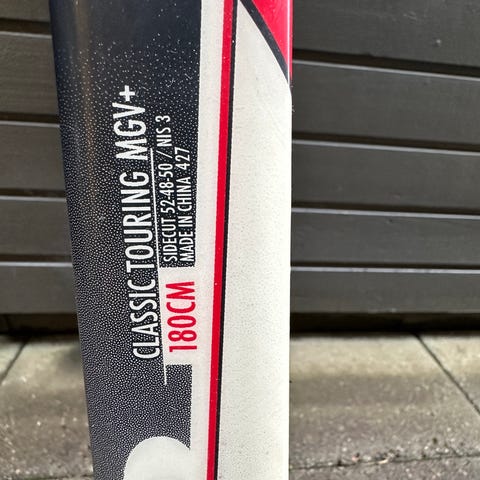 CLASSIC TOURING MGV+
SIDECUT 52-48-50 / NIS 3
MADE IN CHINA 427
180CM